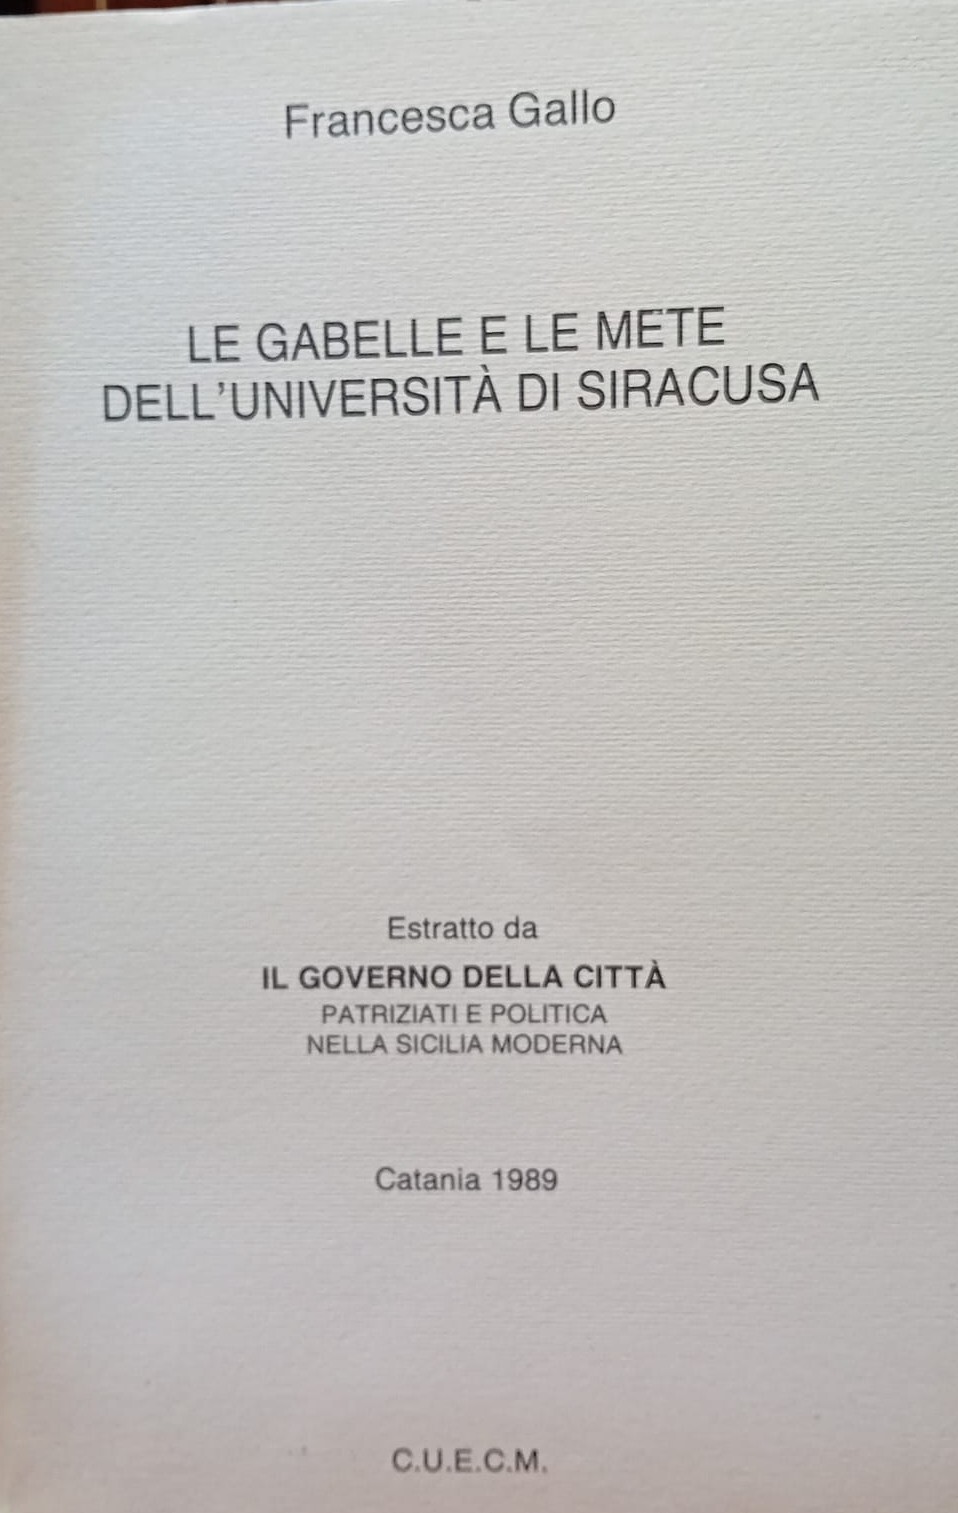 Francesca Gallo
LE GABELLE E LE METE
DELL'UNIVERSITÀ DI SIRACUSA
Estratto da
IL GOVERNO DELLA CITTÀ
PATRIZIATI E POLITICA
NELLA SICILIA MODERNA
Catania 1989
C.U.E.C.M.